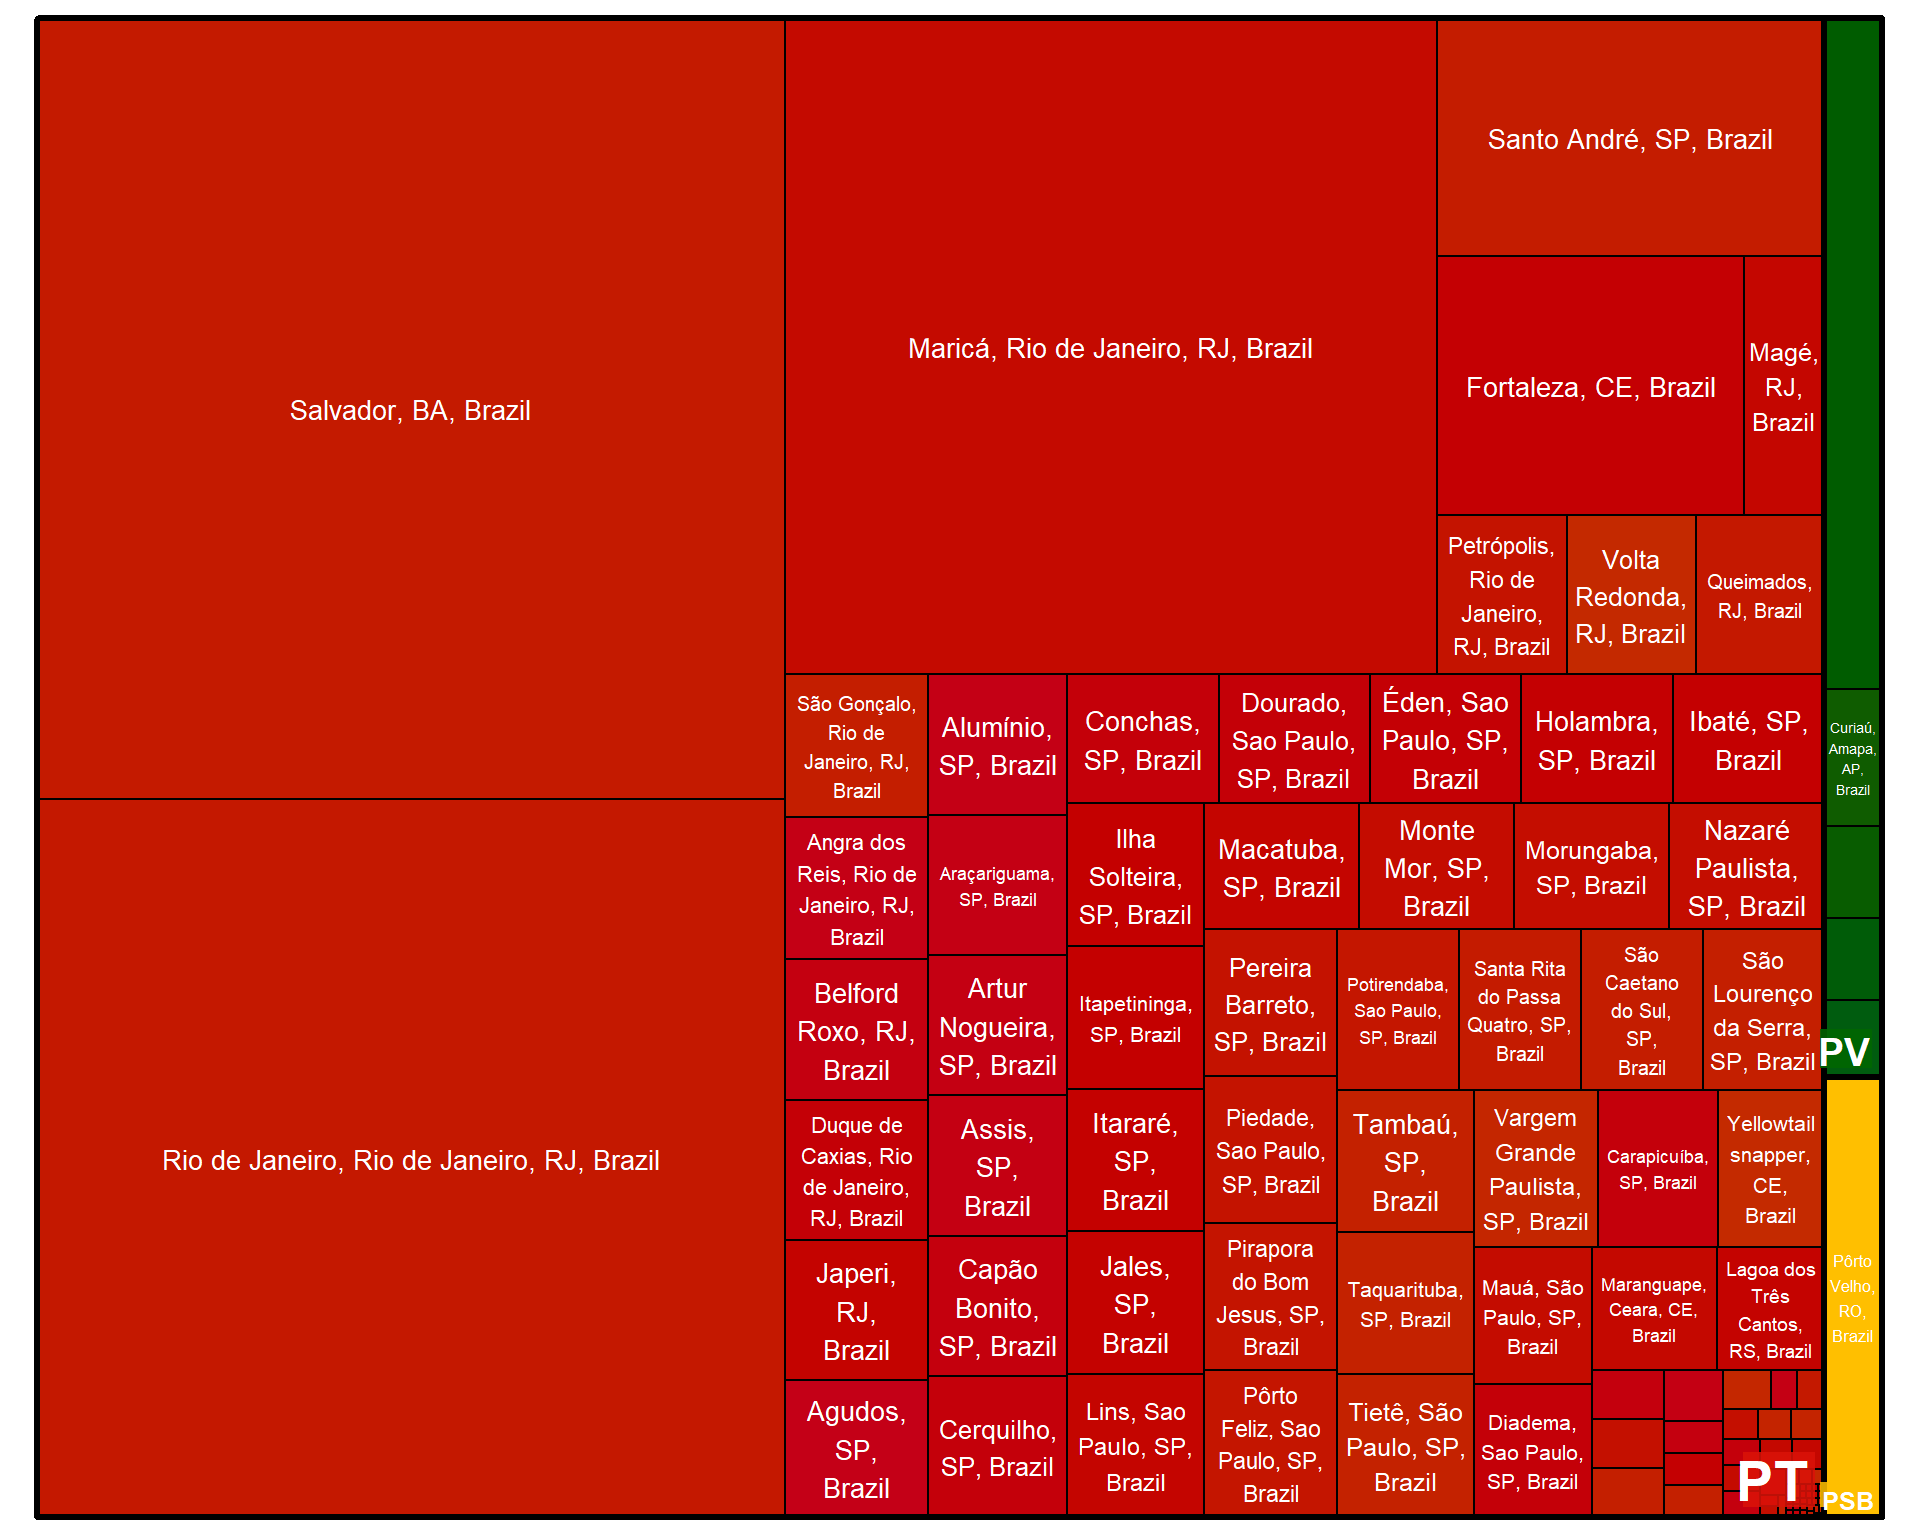 Salvador, BA, Brazil
Rio de Janeiro, Rio de Janeiro, RJ, Brazil
Maricá, Rio de Janeiro, RJ, Brazil
Santo André, SP, Brazil
Fortaleza, CE, Brazil
Magé,
RJ,
Brazil
Petrópolis,
Rio de
Janeiro,
RJ, Brazil
Volta
Redonda,
RJ, Brazil
Queimados,
RJ, Brazil
São Gonçalo,
Rio de
Janeiro, RJ,
Brazil
Angra dos
Reis, Rio de
Janeiro, RJ,
Brazil
Belford
Roxo, RJ,
Brazil
Duque de
Caxias, Rio
de Janeiro,
RJ, Brazil
Japeri,
RJ,
Brazil
Agudos,
SP,
Brazil
Alumínio,
SP, Brazil
Araçariguama,
SP, Brazil
Artur
Nogueira,
SP, Brazil
Assis,
SP,
Brazil
Capão
Bonito,
SP, Brazil
Cerquilho,
SP, Brazil
Conchas,
SP, Brazil
Dourado,
Sao Paulo,
SP, Brazil
Éden, Sao
Paulo, SP,
Brazil
Holambra,
SP, Brazil
Ibaté, SP,
Brazil
Ilha
Solteira,
SP, Brazil
Itapetininga,
SP, Brazil
Itararé,
SP,
Brazil
Jales,
SP,
Brazil
Lins, Sao
Paulo, SP,
Brazil
Macatuba,
SP, Brazil
Monte
Mor, SP,
Brazil
Morungaba,
SP, Brazil
Nazaré
Paulista,
SP, Brazil
Pereira
Barreto,
SP, Brazil
Piedade,
Sao Paulo,
SP, Brazil
Pirapora
do Bom
Jesus, SP,
Brazil
Pôrto
Feliz, Sao
Paulo, SP,
Brazil
Potirendaba,
Sao Paulo,
SP, Brazil
Santa Rita
do Passa
Quatro, SP,
Brazil
São
Caetano
do Sul,
SP,
Brazil
São
Lourenço
da Serra,
SP, Brazil
Tambaú,
SP,
Brazil
Taquarituba,
SP, Brazil
Tietê, São
Paulo, SP,
Brazil
Vargem
Grande
Paulista,
SP, Brazil
Carapicuíba,
SP, Brazil
Yellowtail
snapper,
CE,
Brazil
Mauá, São
Paulo, SP,
Brazil
Diadema,
Sao Paulo,
SP, Brazil
Maranguape,
Ceara, CE,
Brazil
Lagoa dos
Três
Cantos,
RS, Brazil
PT
Curiaú,
Amapa,
AP,
Brazil
PV
Pôrto
Velho,
RO,
Brazil
PSB